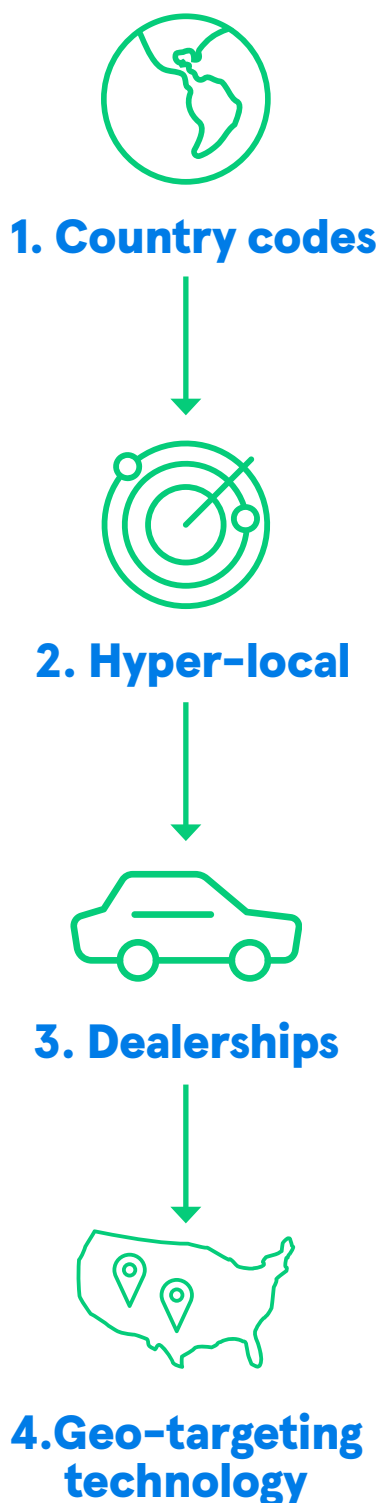 1. Country codes
2. Hyper-local
3. Dealerships
4.Geo-targeting
technology